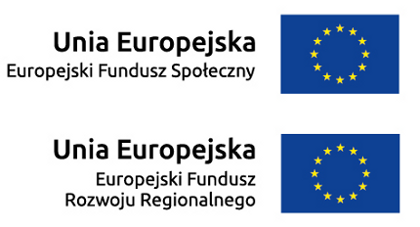 Unia Europejska
Europejski Fundusz Społeczny
Unia Europejska
Europejski Fundusz
Rozwoju Regionalnego